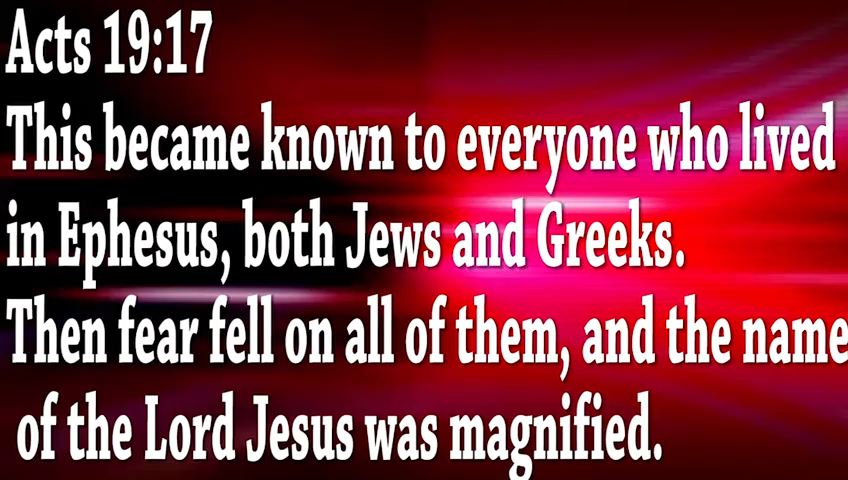 Acts 19:17
This became known to everyone who lived
in Ephesus, both Jews and Greeks.
Then fear fell on all of them, and the name
of the Lord Jesus was magnified.